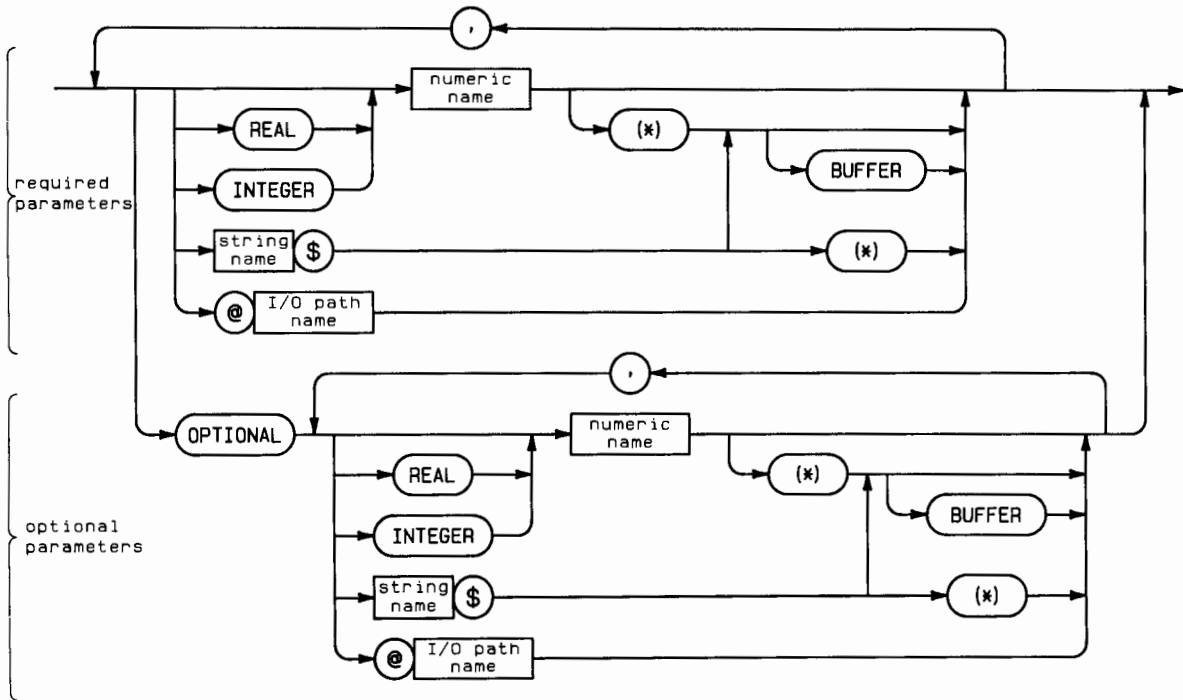 ,
numeric
name
REAL
(*)
required
parameters
INTEGER
BUFFER
string
name
$
(*)
@
I/O path
name
,
OPTIONAL
numeric
name
REAL
(*)
optional
parameters
INTEGER
BUFFER
string
name
$
(*)
@
I/O path
name